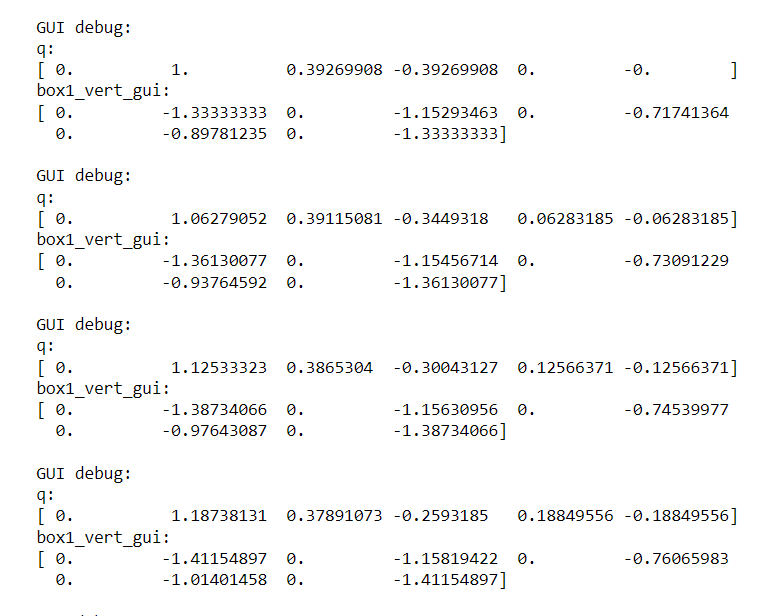 GUI debug:
q:
[ 0.          1.          0.39269908 -0.39269908  0.         -0.        ]
box1_vert_gui:
[ 0.         -1.33333333  0.         -1.15293463  0.         -0.71741364
  0.         -0.89781235  0.         -1.33333333]
GUI debug:
q:
[ 0.          1.06279052  0.39115081 -0.3449318   0.06283185 -0.06283185]
box1_vert_gui:
[ 0.         -1.36130077  0.         -1.15456714  0.         -0.73091229
  0.         -0.93764592  0.         -1.36130077]
GUI debug:
q:
[ 0.          1.12533323  0.3865304  -0.30043127  0.12566371 -0.12566371]
box1_vert_gui:
[ 0.         -1.38734066  0.         -1.15630956  0.         -0.74539977
  0.         -0.97643087  0.         -1.38734066]
GUI debug:
q:
[ 0.          1.18738131  0.37891073 -0.2593185   0.18849556 -0.18849556]
box1_vert_gui:
[ 0.         -1.41154897  0.         -1.15819422  0.         -0.76065983
  0.         -1.01401458  0.         -1.41154897]